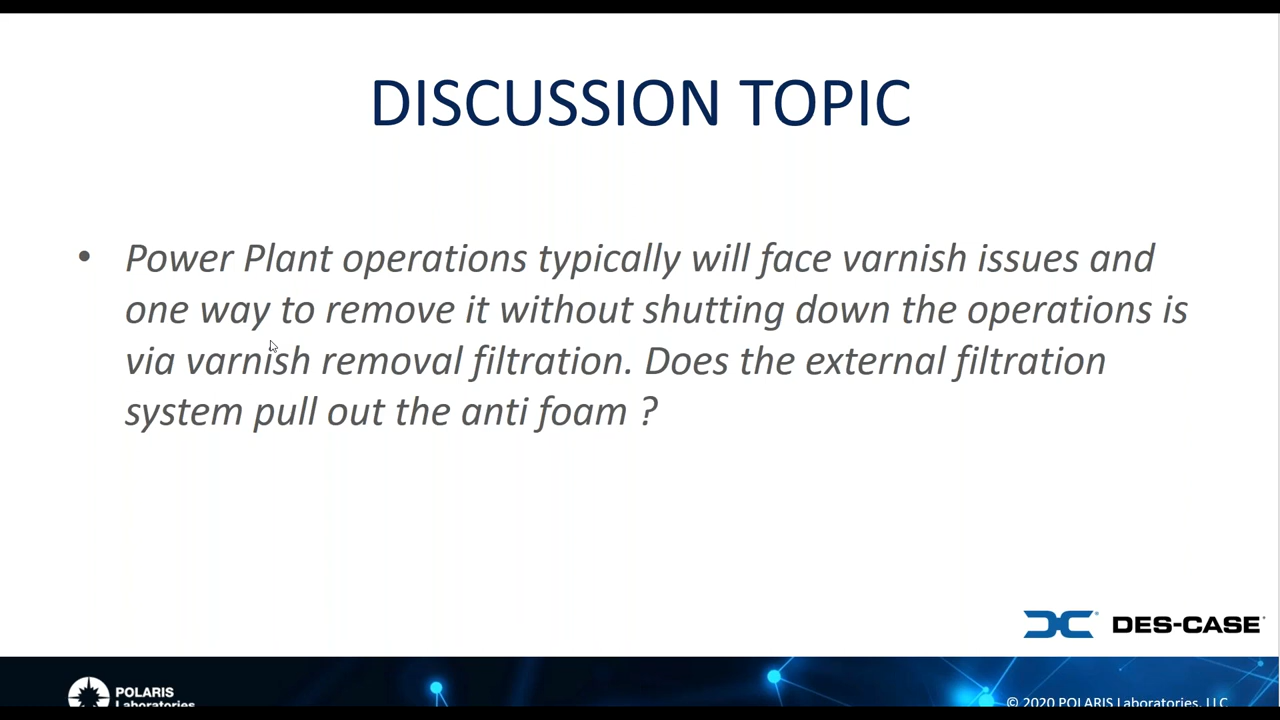 DISCUSSION TOPIC
• Power Plant operations typically will face varnish issues and
one way to remove it without shutting down the operations is
via varnish removal filtration. Does the external filtration
system pull out the anti foam ?
DES-CASE
POLARIS
Laboratories
© 2020 POLARIS Laboratories, LLC